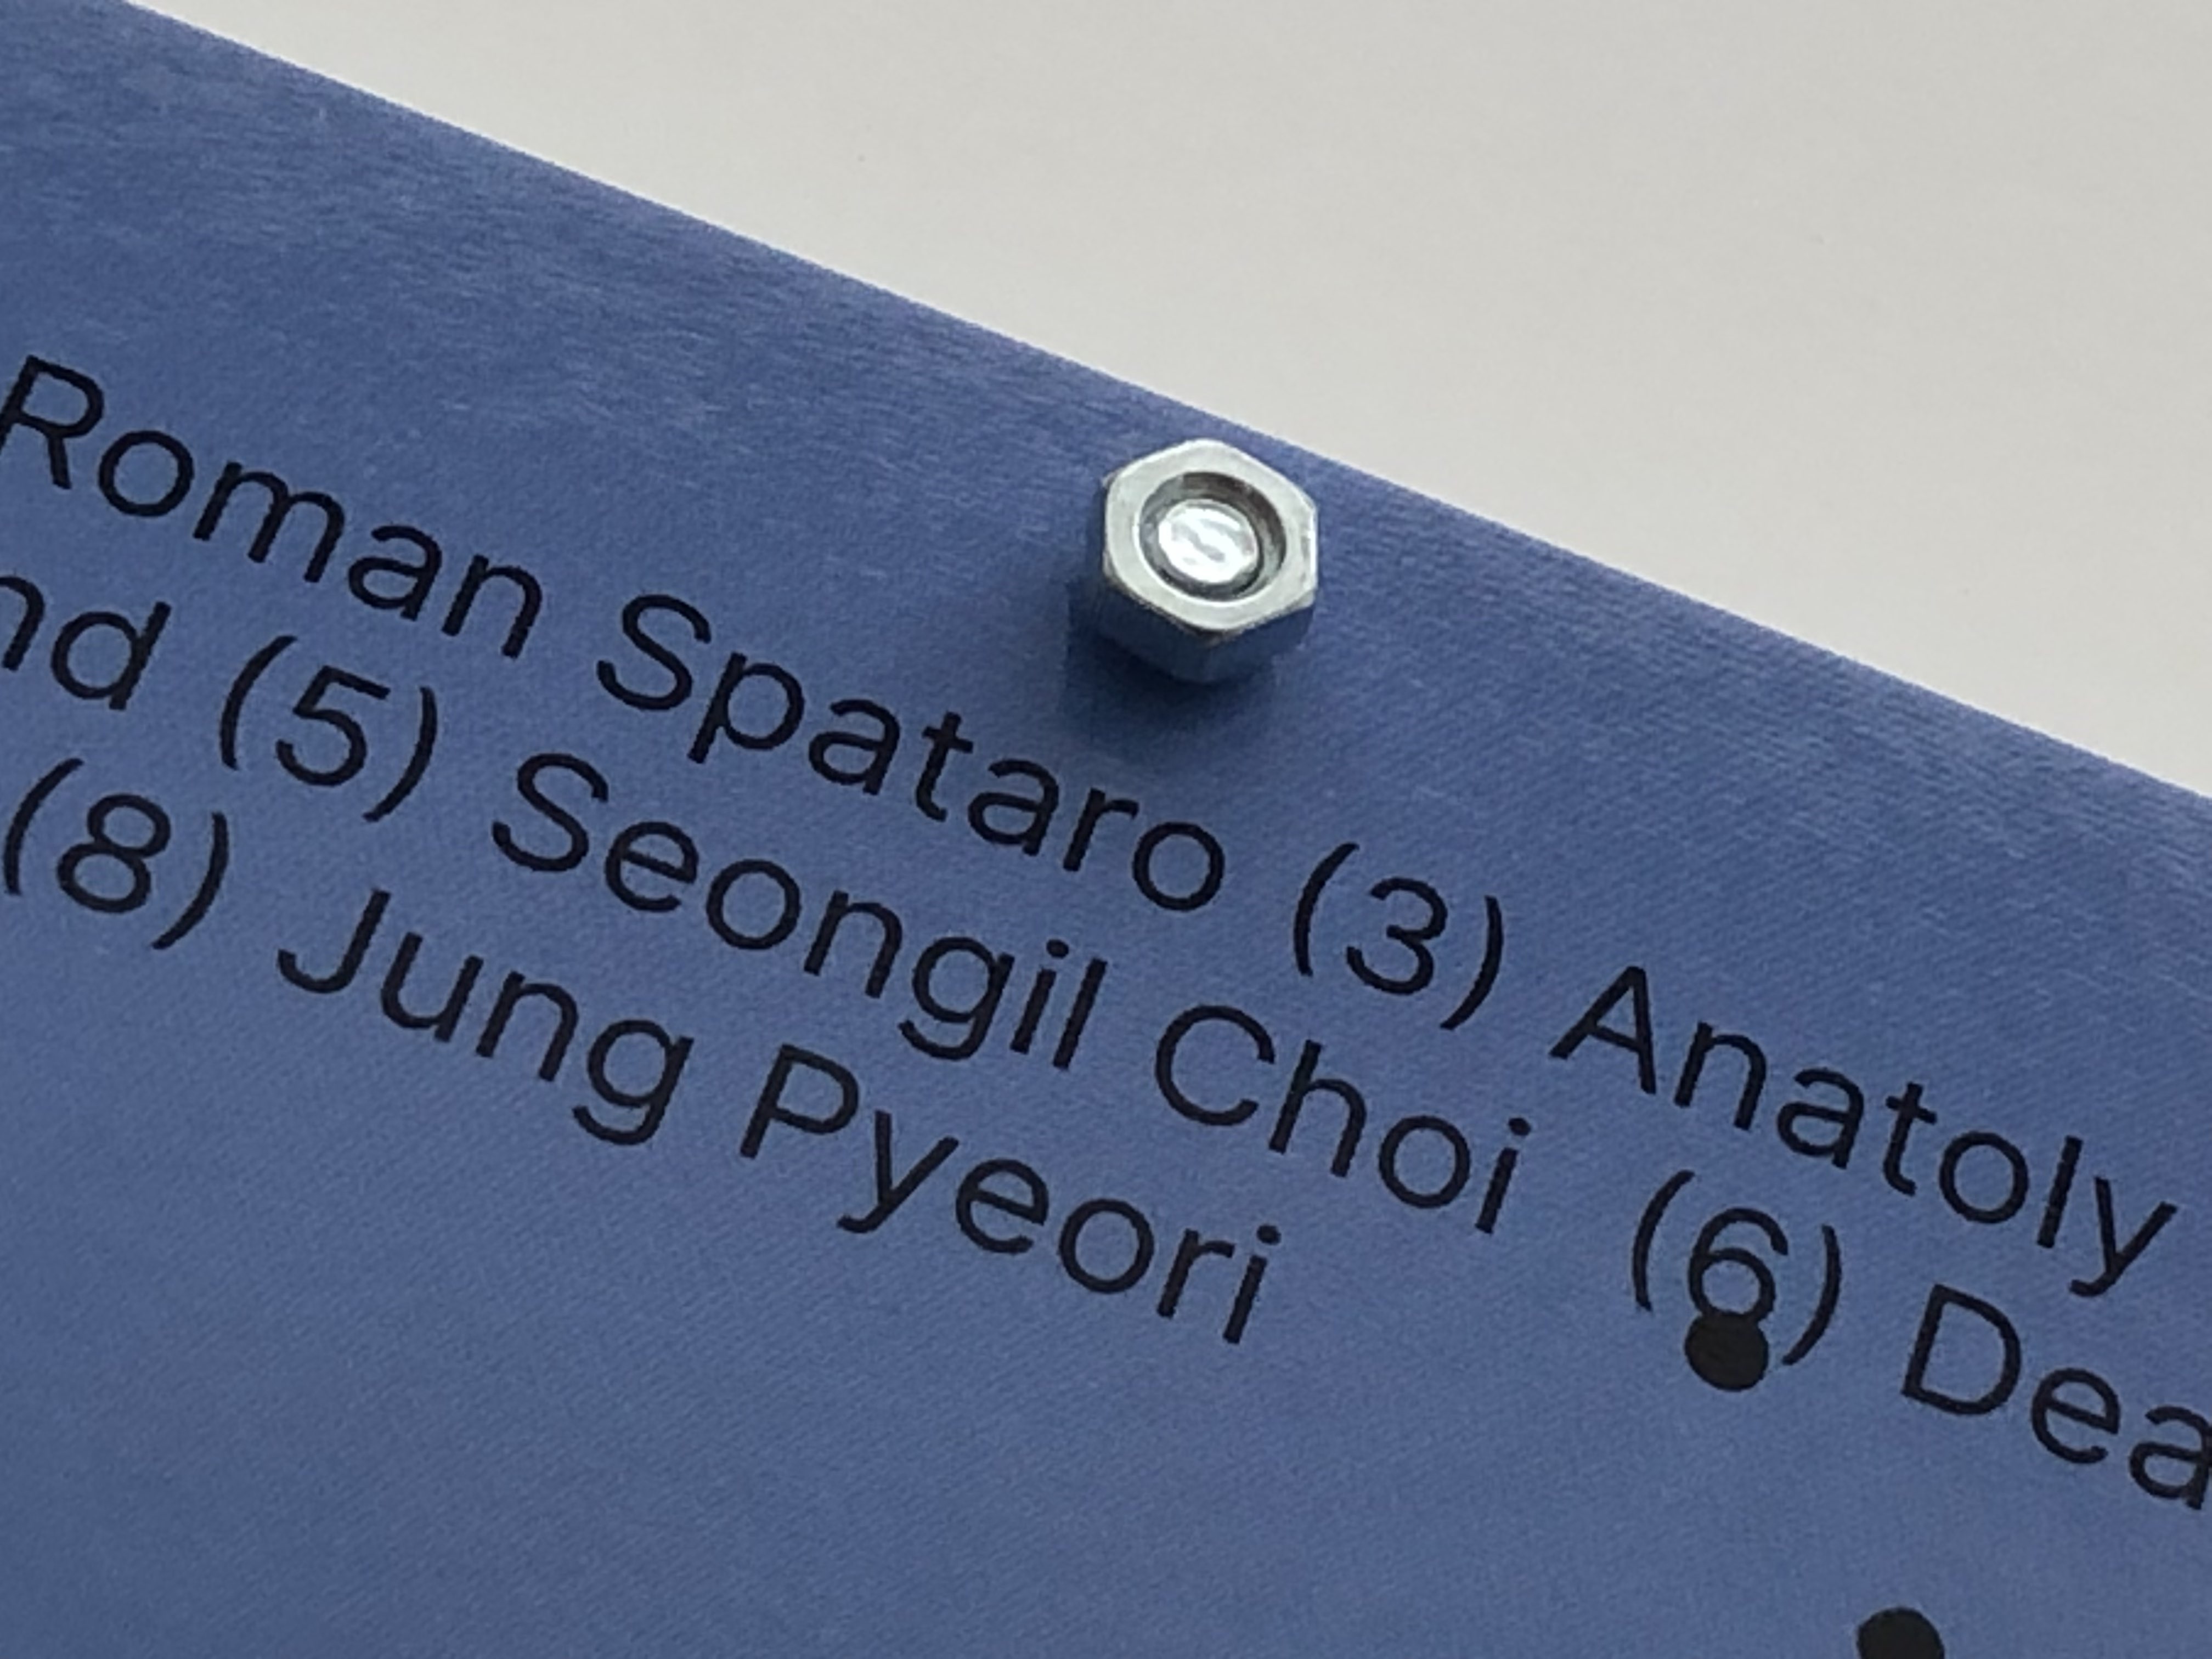 Roman Spataro (3) Anatoly
nd (5) Seongil Choi (6) Dea
(8) Jung Pyeori